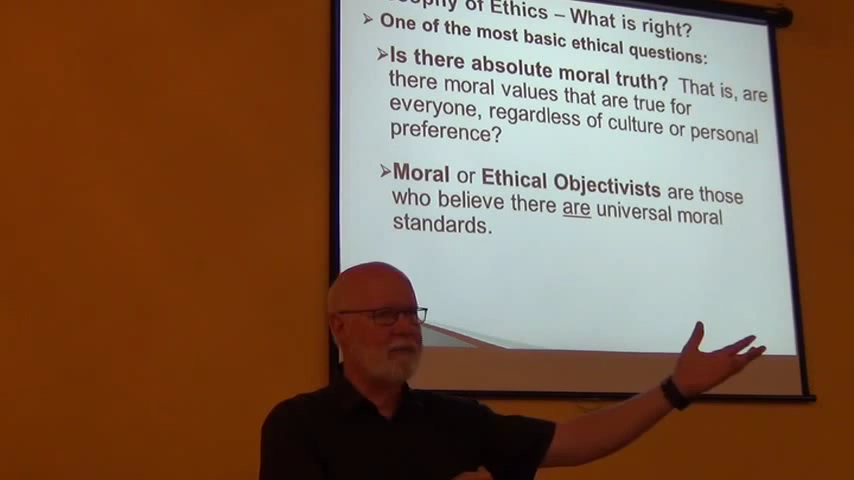 of Ethics – What is right?
➢ One of the most basic ethical questions:
➢Is there absolute moral truth? That is, are
there moral values that are true for
everyone, regardless of culture or personal
preference?
➢Moral or Ethical Objectivists are those
who believe there are universal moral
standards.